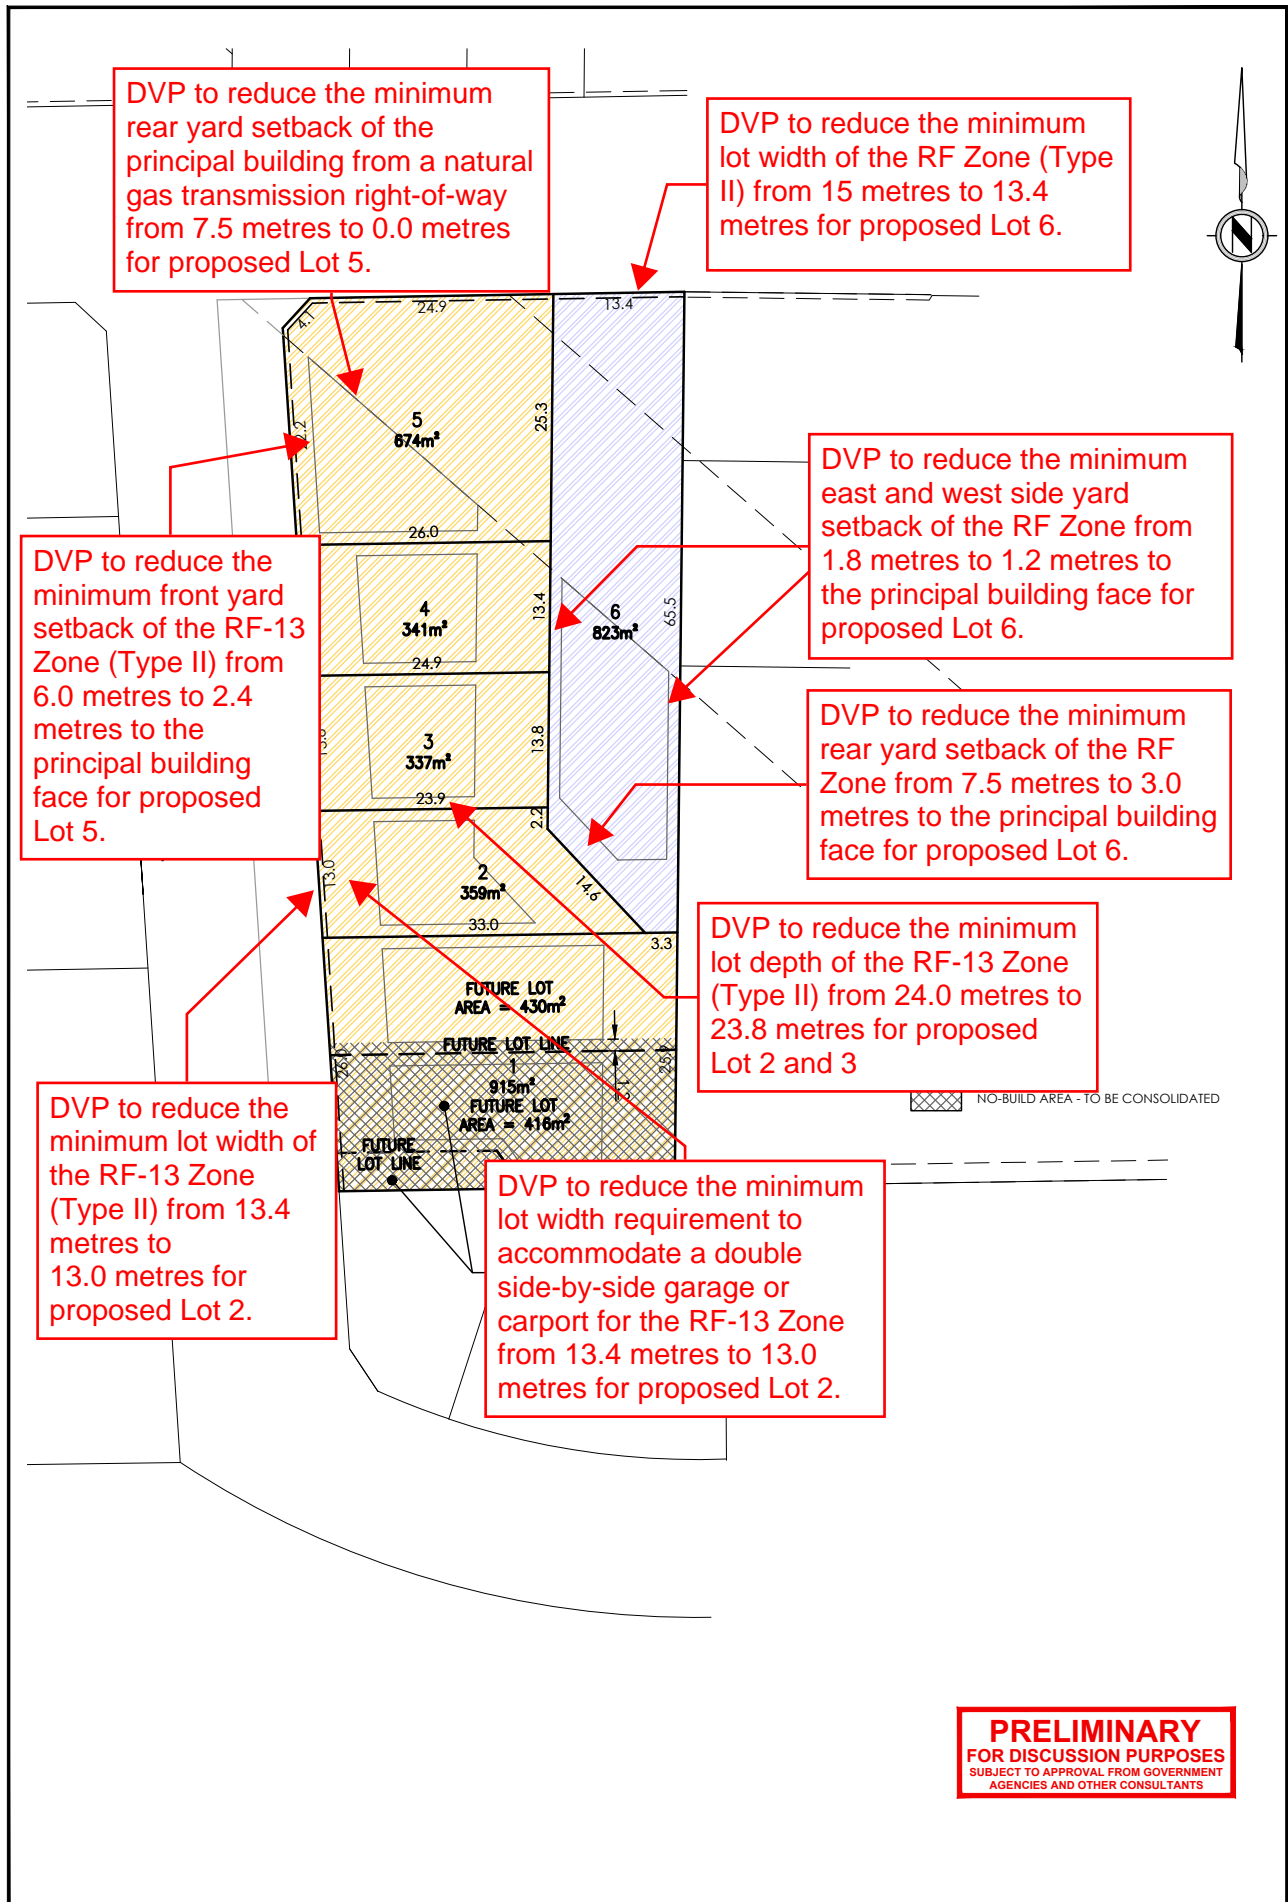 DVP to reduce the minimum
rear yard setback of the
principal building from a natural
gas transmission right-of-way
from 7.5 metres to 0.0 metres
for proposed Lot 5.
DVP to reduce the minimum
lot width of the RF Zone (Type
II) from 15 metres to 13.4
metres for proposed Lot 6.
N
4.1
24.9
13.4
5
674m²
25.3
26.0
DVP to reduce the minimum
east and west side yard
setback of the RF Zone from
1.8 metres to 1.2 metres to
the principal building face for
proposed Lot 6.
DVP to reduce the
minimum front yard
setback of the RF-13
Zone (Type II) from
6.0 metres to 2.4
metres to the
principal building
face for proposed
Lot 5.
4
341m²
13.4
24.9
6
823m²
65.5
3
337m²
13.8
23.9
DVP to reduce the minimum
rear yard setback of the RF
Zone from 7.5 metres to 3.0
metres to the principal building
face for proposed Lot 6.
2.2
13.0
2
359m²
14.6
33.0
3.3
DVP to reduce the minimum
lot depth of the RF-13 Zone
(Type II) from 24.0 metres to
23.8 metres for proposed
Lot 2 and 3
FUTURE LOT
AREA = 430m²
FUTURE LOT LINE
1
915m²
FUTURE LOT
AREA = 416m²
FUTURE
LOT LINE
NO-BUILD AREA - TO BE CONSOLIDATED
DVP to reduce the
minimum lot width of
the RF-13 Zone
(Type II) from 13.4
metres to
13.0 metres for
proposed Lot 2.
DVP to reduce the minimum
lot width requirement to
accommodate a double
side-by-side garage or
carport for the RF-13 Zone
from 13.4 metres to 13.0
metres for proposed Lot 2.
PRELIMINARY
FOR DISCUSSION PURPOSES
SUBJECT TO APPROVAL FROM GOVERNMENT
AGENCIES AND OTHER CONSULTANTS